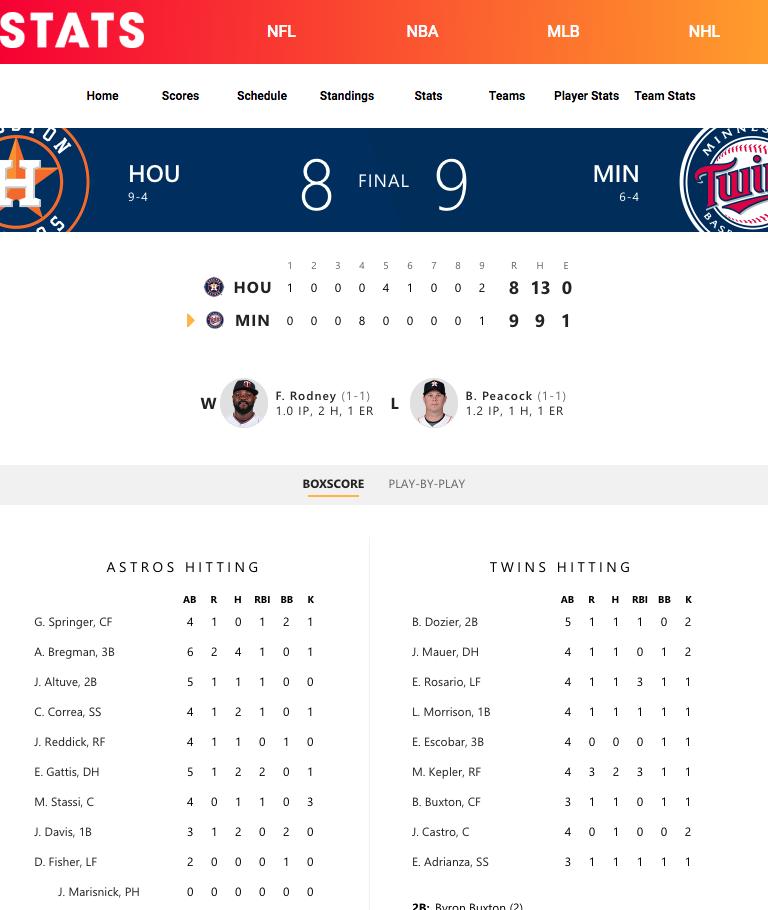 STATS NFL NBA MLB NHL
Home Scores Schedule Standings Stats Teams Player Stats Team Stats
HOU 8 FINAL 9 MIN
9-4 6-4
1 2 3 4 5 6 7 8 9 R H E
HOU 1 0 0 0 4 1 0 0 2 8 13 0
MIN 0 0 0 8 0 0 0 0 1 9 9 1
W F. Rodney (1-1) L B. Peacock (1-1)
1.0 IP, 2 H, 1 ER 1.2 IP, 1 H, 1 ER
BOXSCORE PLAY-BY-PLAY
ASTROS HITTING
AB R H RBI BB K
G. Springer, CF 4 1 0 1 2 1
A. Bregman, 3B 6 2 4 1 0 1
J. Altuve, 2B 5 1 1 1 0 0
C. Correa, SS 4 1 2 1 0 1
J. Reddick, RF 4 1 1 0 1 0
E. Gattis, DH 5 1 2 2 0 1
M. Stassi, C 4 0 1 1 0 3
J. Davis, 1B 3 1 2 0 2 0
D. Fisher, LF 2 0 0 0 1 0
J. Marisnick, PH 0 0 0 0 0 0
TWINS HITTING
AB R H RBI BB K
B. Dozier, 2B 5 1 1 1 0 2
J. Mauer, DH 4 1 1 0 1 2
E. Rosario, LF 4 1 1 3 1 1
L. Morrison, 1B 4 1 1 1 1 1
E. Escobar, 3B 4 0 0 0 1 1
M. Kepler, RF 4 3 2 3 1 1
B. Buxton, CF 3 1 1 0 1 1
J. Castro, C 4 0 1 0 0 2
E. Adrianza, SS 3 1 1 1 1 1
2B: Byron Buxton (2)